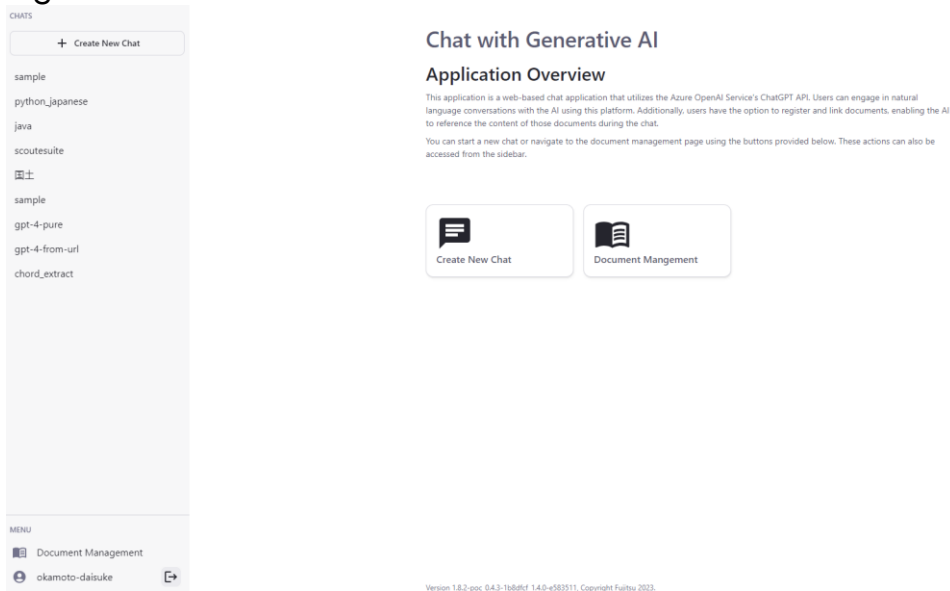 CHATS
+ Create New Chat
sample
python_japanese
java
scoutesuite
国土
sample
gpt-4-pure
gpt-4-from-url
chord_extract
MENU
Document Management
okamoto-daisuke
Chat with Generative AI
Application Overview
This application is a web-based chat application that utilizes the Azure OpenAI Service's ChatGPT API. Users can engage in natural
language conversations with the AI using this platform. Additionally, users have the option to register and link documents, enabling the AI
to reference the content of those documents during the chat.
You can start a new chat or navigate to the document management page using the buttons provided below. These actions can also be
accessed from the sidebar.
Create New Chat
Document Mangement
Version 1.8.2-poc 0.4.3-1b8dfcf 1.4.0-e583511. Copyright Fujitsu 2023.